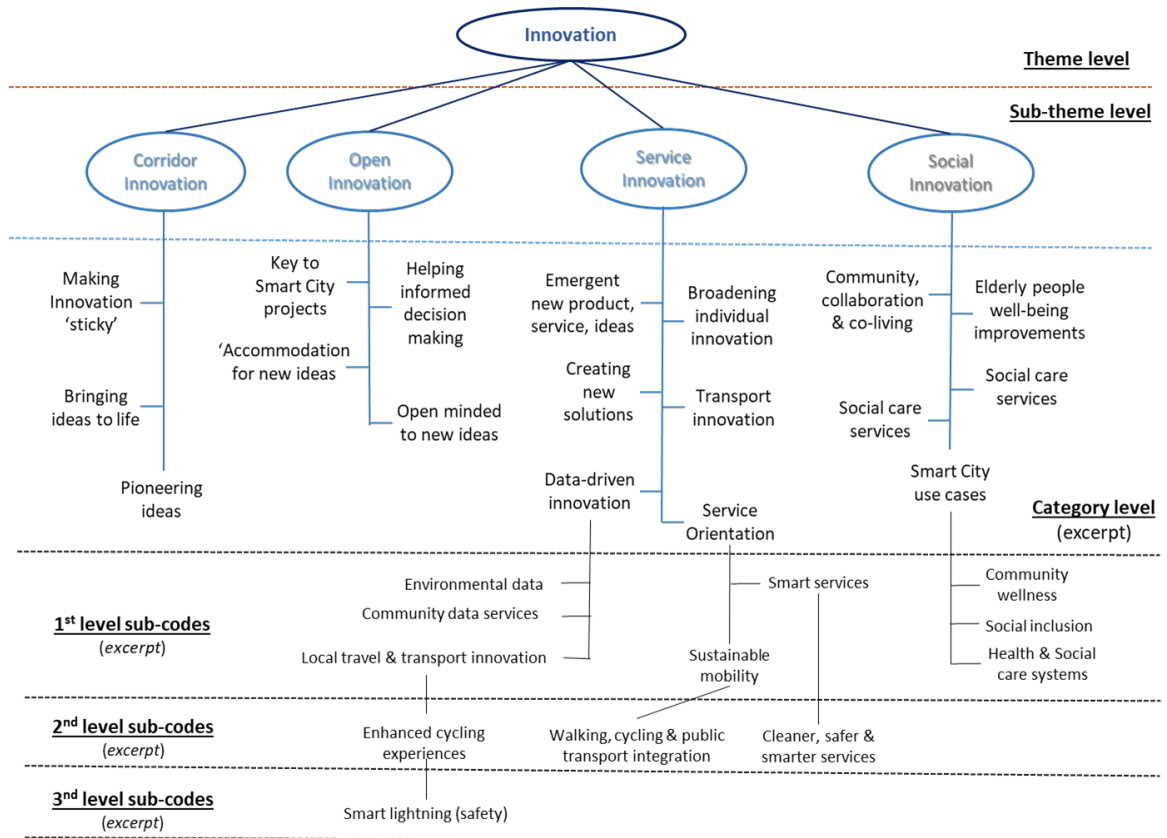 Innovation
Theme level
Sub-theme level
Corridor
Innovation
Open
Innovation
Service
Innovation
Social
Innovation
Making
Innovation
‘sticky’
Bringing
ideas to life
Pioneering
ideas
Key to
Smart City
projects
Helping
informed
decision
making
‘Accommodation
for new ideas
Open minded
to new ideas
Emergent
new product,
service, ideas
Broadening
individual
innovation
Creating
new
solutions
Transport
innovation
Data-driven
innovation
Service
Orientation
Community,
collaboration
& co-living
Elderly people
well-being
improvements
Social care
services
Social care
services
Smart City
use cases
Category level
(excerpt)
1st level sub-codes
(excerpt)
Environmental data
Community data services
Local travel & transport innovation
Smart services
Sustainable
mobility
Community
wellness
Social inclusion
Health & Social
care systems
2nd level sub-codes
(excerpt)
Enhanced cycling
experiences
Walking, cycling & public
transport integration
Cleaner, safer &
smarter services
3rd level sub-codes
(excerpt)
Smart lightning (safety)